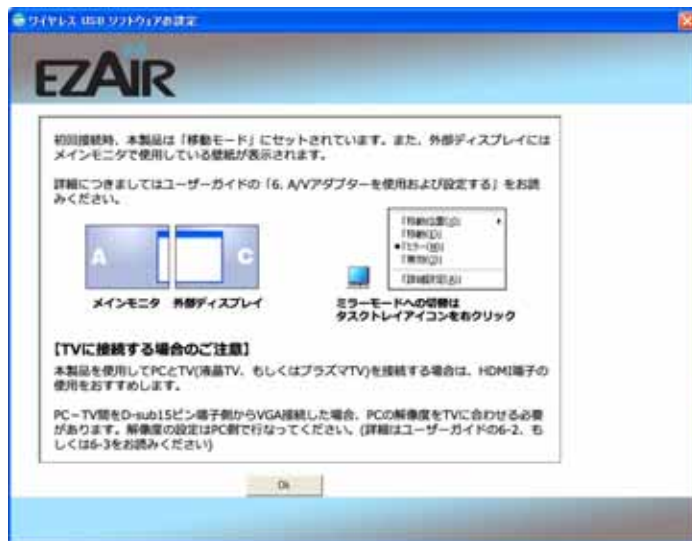 ワイヤレス USB ソフトウェアの設定
EZAIR
初回接続時、本製品は「移動モード」にセットされています。また、外部ディスプレイには
メインモニタで使用している壁紙が表示されます。
詳細につきましてはユーザーガイドの「6. A/Vアダプターを使用および設定する」をお読
みください。
A C
「移動位置(S)」
「移動(D)」
「ミラー(M)」
「無効(O)」
「詳細設定(A)」
メインモニタ 外部ディスプレイ
ミラーモードへの切替は
タスクトレイアイコンを右クリック
【TVに接続する場合のご注意】
本製品を使用してPCとTV(液晶TV、もしくはプラズマTV)を接続する場合は、HDMI端子の
使用をおすすめします。
PC−TV間をD-sub15ピン端子側からVGA接続した場合、PCの解像度をTVに合わせる必要
があります。解像度の設定はPC側で行なってください。(詳細はユーザーガイドの6-2、も
しくは6-3をお読みください)
Ok